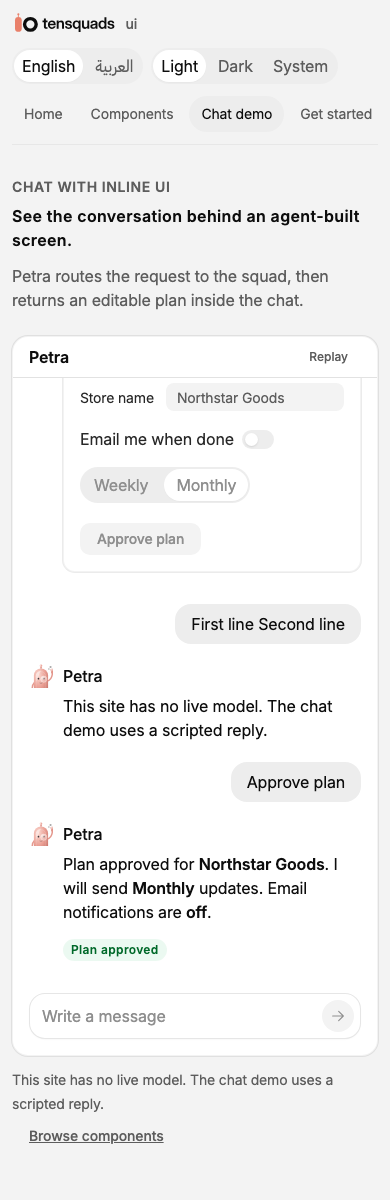 tensquads ui
English العربية Light Dark System
Home Components Chat demo Get started
CHAT WITH INLINE UI
See the conversation behind an agent-built
screen.
Petra routes the request to the squad, then
returns an editable plan inside the chat.
Petra Replay
Store name Northstar Goods
Email me when done
Weekly Monthly
Approve plan
First line Second line
Petra
This site has no live model. The chat
demo uses a scripted reply.
Approve plan
Petra
Plan approved for Northstar Goods. I
will send Monthly updates. Email
notifications are off.
Plan approved
Write a message
This site has no live model. The chat demo uses a
scripted reply.
Browse components